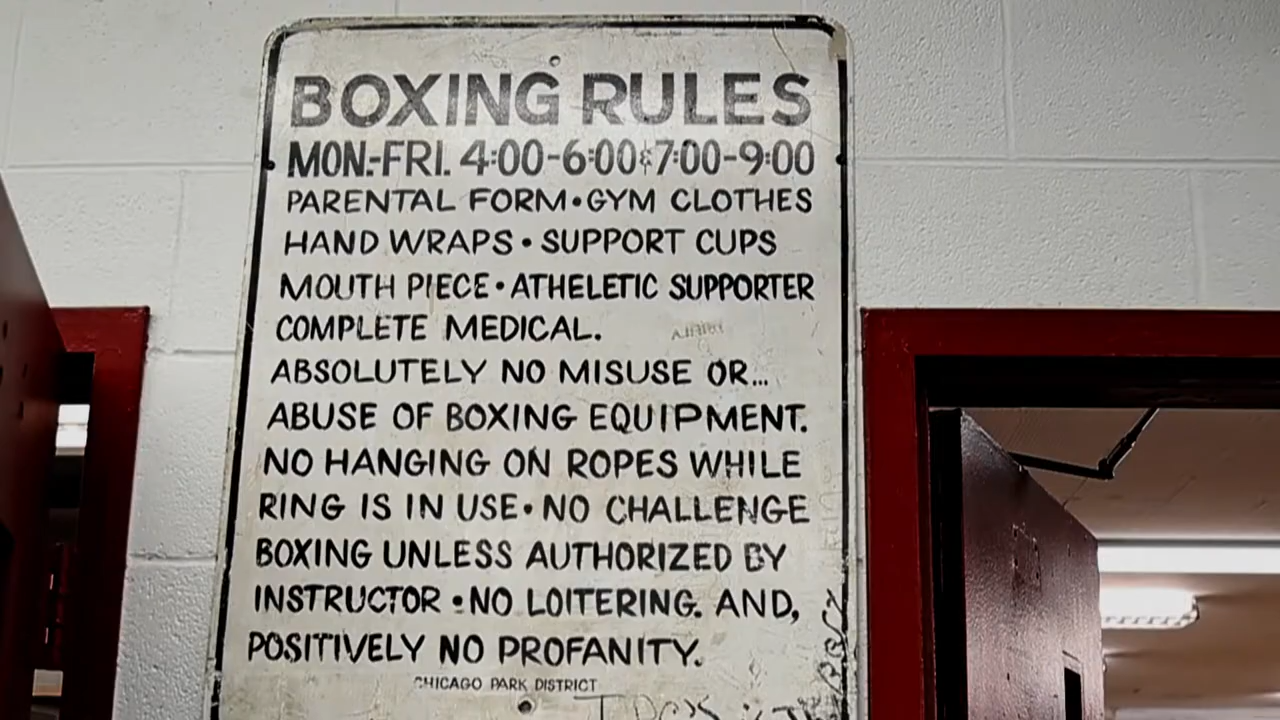 BOXING RULES
MON.-FRI. 4:00-6:00 & 7:00-9:00
PARENTAL FORM • GYM CLOTHES
HAND WRAPS • SUPPORT CUPS
MOUTH PIECE • ATHELETIC SUPPORTER
COMPLETE MEDICAL.
ABSOLUTELY NO MISUSE OR...
ABUSE OF BOXING EQUIPMENT.
NO HANGING ON ROPES WHILE
RING IS IN USE • NO CHALLENGE
BOXING UNLESS AUTHORIZED BY
INSTRUCTOR • NO LOITERING. AND,
POSITIVELY NO PROFANITY.
CHICAGO PARK DISTRICT